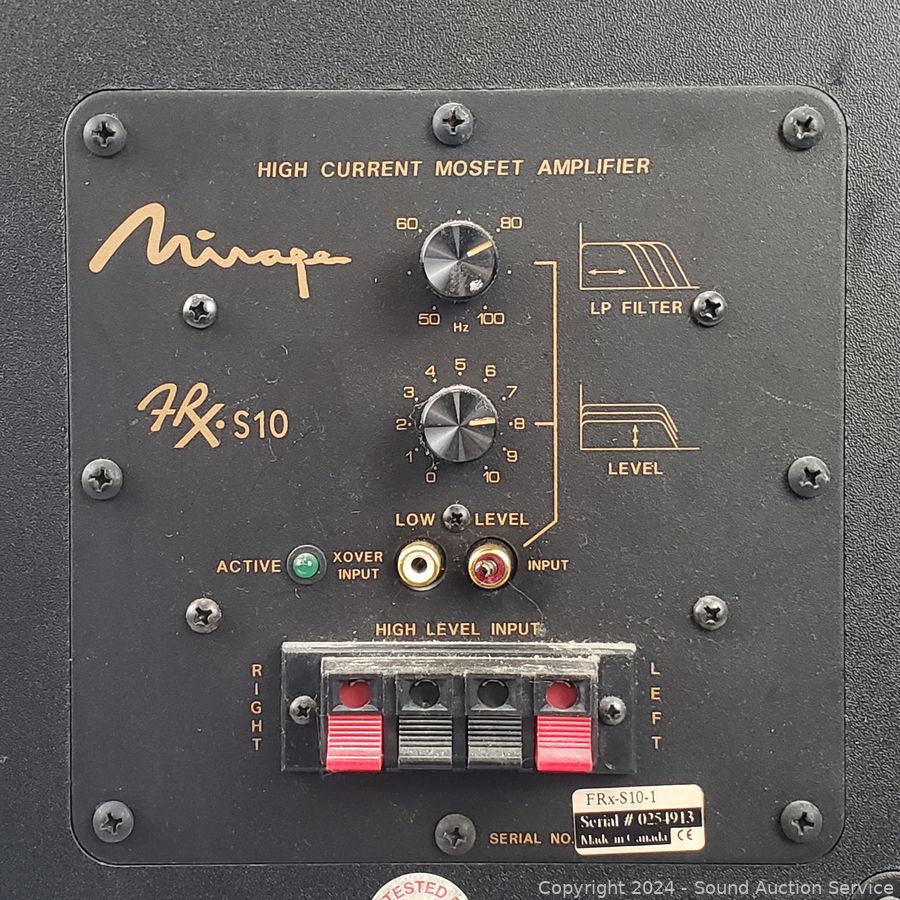 HIGH CURRENT MOSFET AMPLIFIER
Mirage
60 80
50 Hz 100
LP FILTER
FRX·S10
5
4 6
3 7
2 8
1 9
0 10
LEVEL
LOW LEVEL
ACTIVE XOVER INPUT INPUT
HIGH LEVEL INPUT
RIGHT LEFT
FRx-S10-1
Serial # 0254913
Made in Canada CE
SERIAL NO.
TESTED
Copyright 2024 - Sound Auction Service